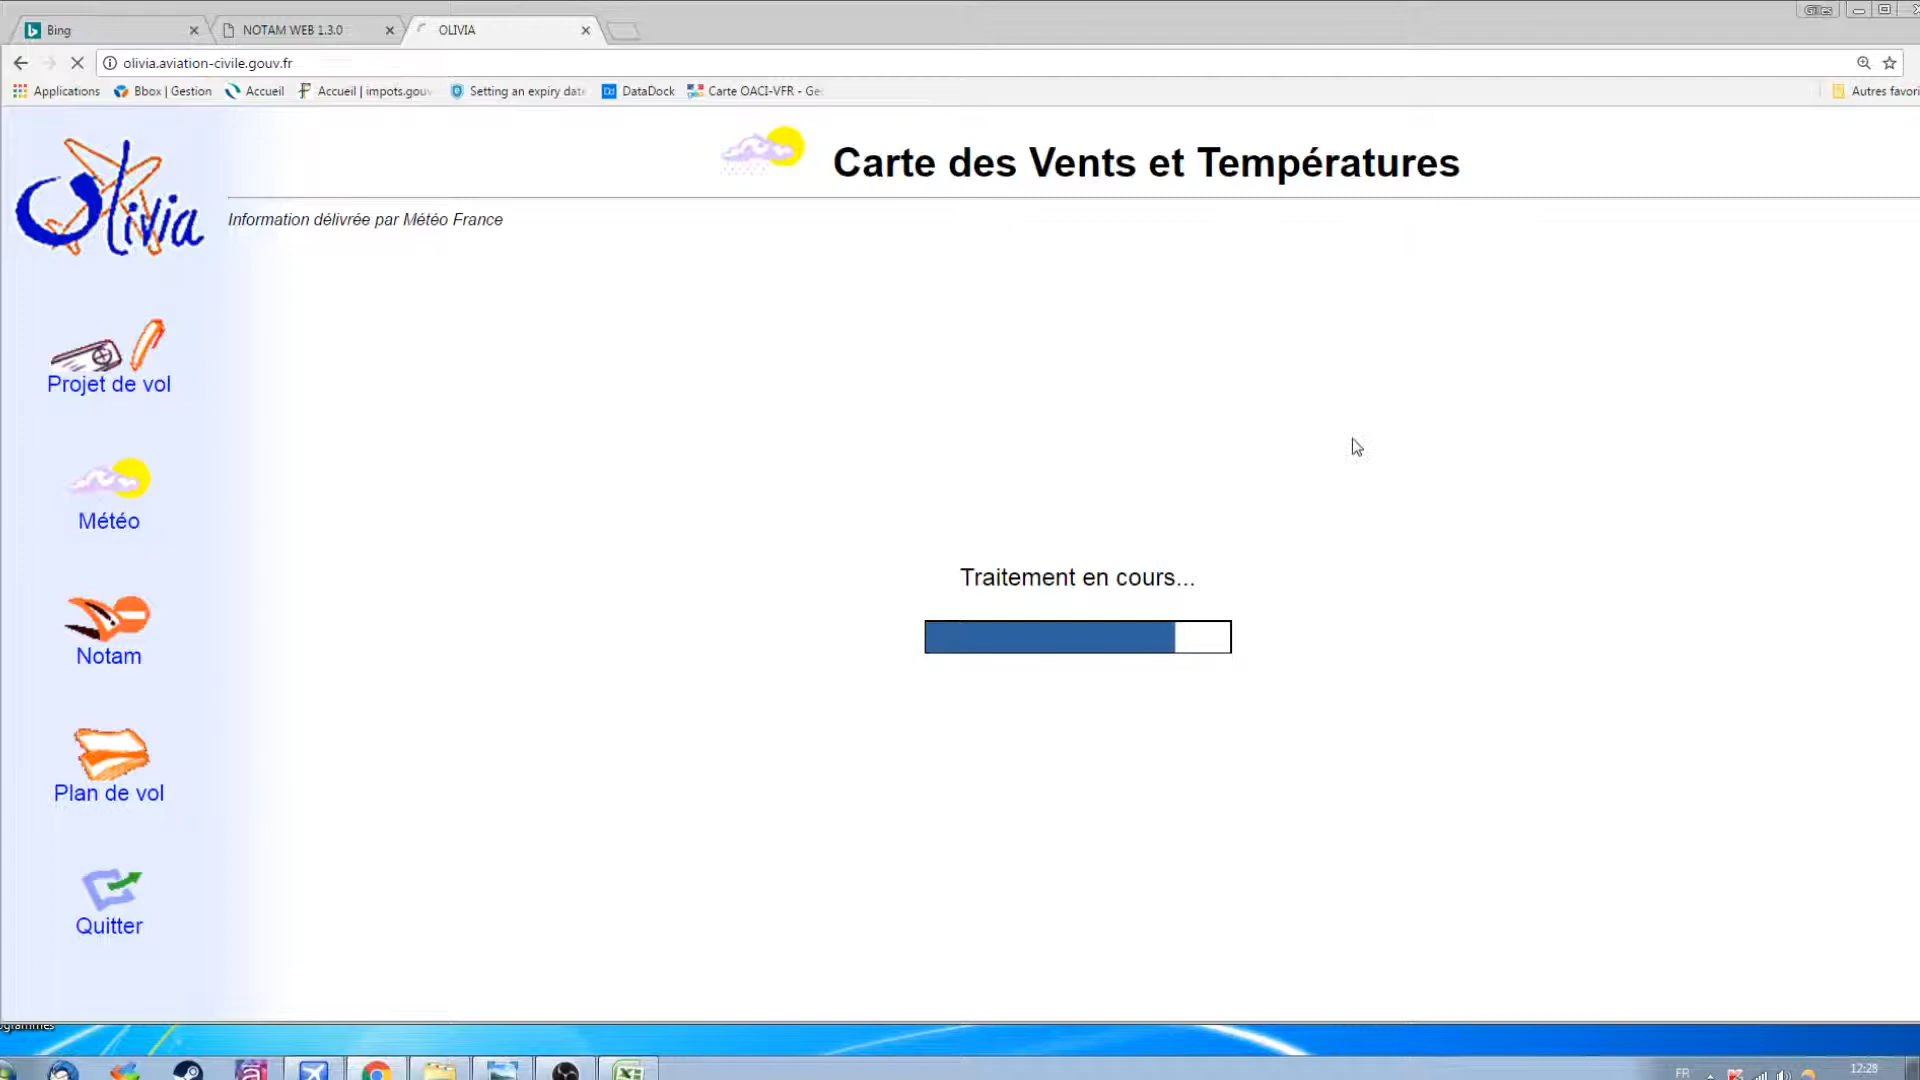 Gilles
Bing
NOTAM WEB 1.3.0
OLIVIA
olivia.aviation-civile.gouv.fr
Applications
Bbox | Gestion
Accueil
Accueil | impots.gouv
Setting an expiry date
DataDock
Carte OACI-VFR - Ge
Autres favori
Olivia
Carte des Vents et Températures
Information délivrée par Météo France
Projet de vol
Météo
Notam
Plan de vol
Quitter
Traitement en cours...
ogrammes
FR
12:28